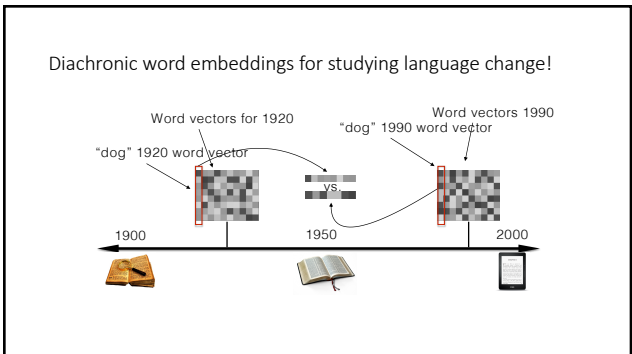 Diachronic word embeddings for studying language change!
Word vectors for 1920
Word vectors 1990
“dog” 1920 word vector
“dog” 1990 word vector
vs.
1900
1950
2000